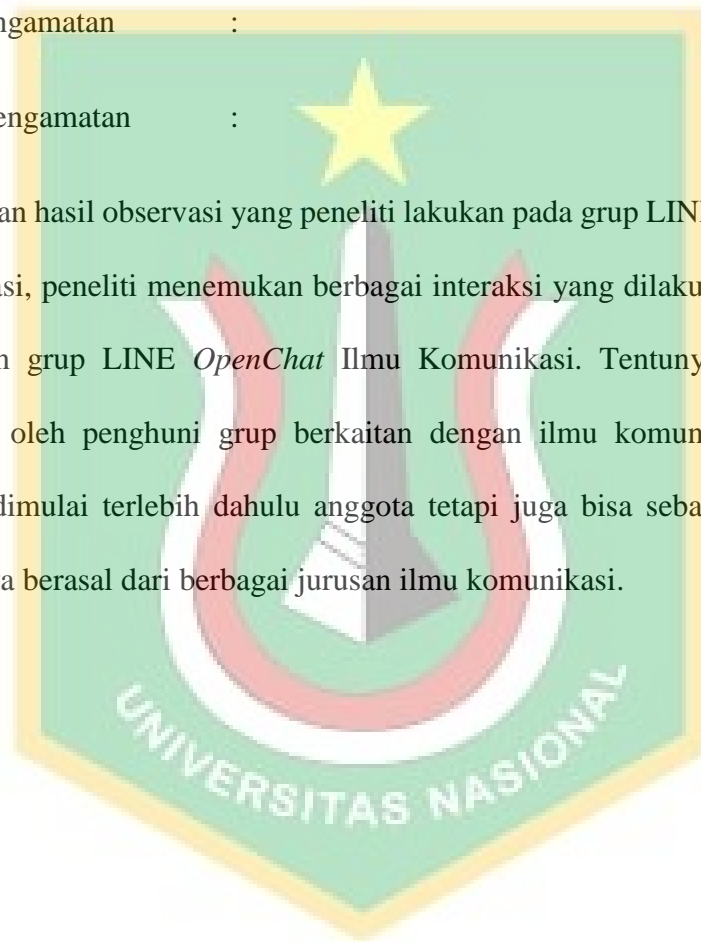 ngamatan :
engamatan :
an hasil observasi yang peneliti lakukan pada grup LINE
asi, peneliti menemukan berbagai interaksi yang dilaku
n grup LINE OpenChat Ilmu Komunikasi. Tentuny
oleh penghuni grup berkaitan dengan ilmu komun
dimulai terlebih dahulu anggota tetapi juga bisa seba
a berasal dari berbagai jurusan ilmu komunikasi.
UNIVERSITAS NASIONAL